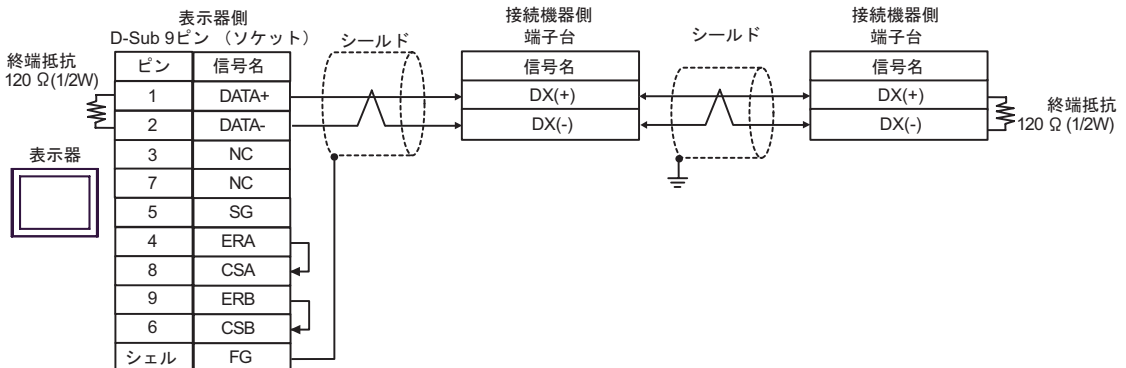 表示器側
D-Sub 9ピン （ソケット）
終端抵抗
120 Ω(1/2W)
表示器
ピン 信号名
1 DATA+
2 DATA-
3 NC
7 NC
5 SG
4 ERA
8 CSA
9 ERB
6 CSB
シェル FG
シールド
接続機器側
端子台
信号名
DX(+)
DX(-)
シールド
接続機器側
端子台
信号名
DX(+)
DX(-)
終端抵抗
120 Ω (1/2W)